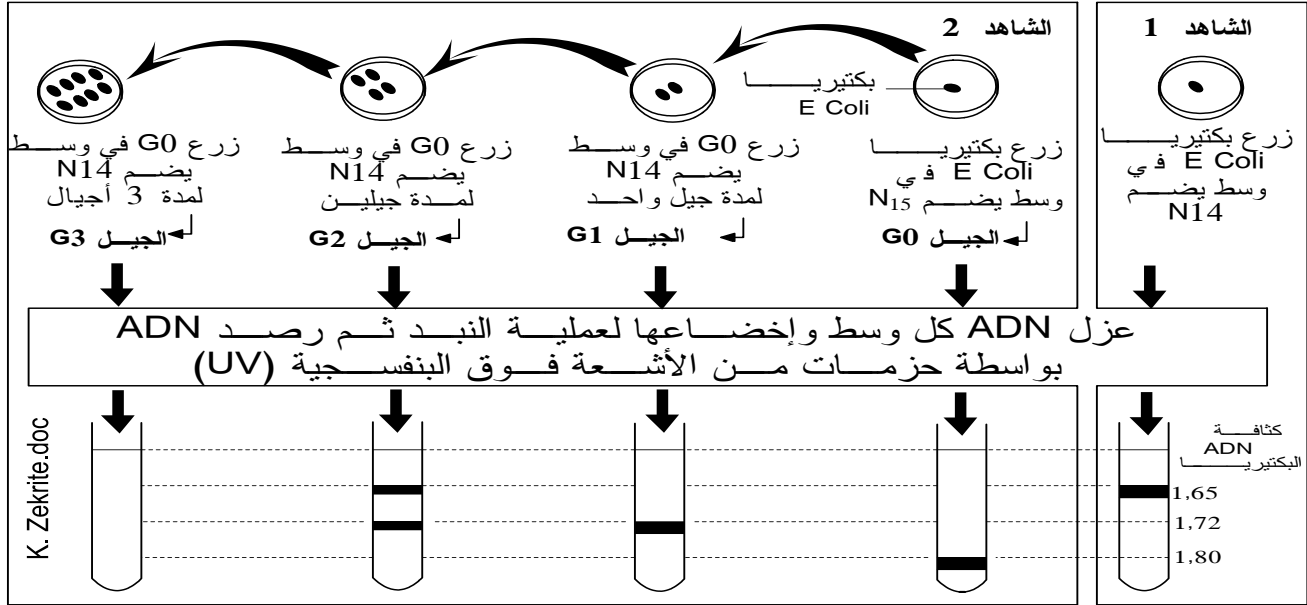 الشاهد 1
زرع بكتيريا
E Coli في
وسط يضم
N14
الشاهد 2
بكتيريا
E Coli
زرع بكتيريا
E Coli في
وسط يضم N15
الجيل G0
زرع G0 في وسط
يضم N14
لمدة جيل واحد
الجيل G1
زرع G0 في وسط
يضم N14
لمدة جيلين
الجيل G2
زرع G0 في وسط
يضم N14
لمدة 3 أجيال
الجيل G3
عزل ADN كل وسط وإخضاعها لعملية النبد ثم رصد ADN
بواسطة حزمات من الأشعة فوق البنفسجية (UV)
كثافة
ADN
البكتيريا
1,65
1,72
1,80
K. Zekrite.doc